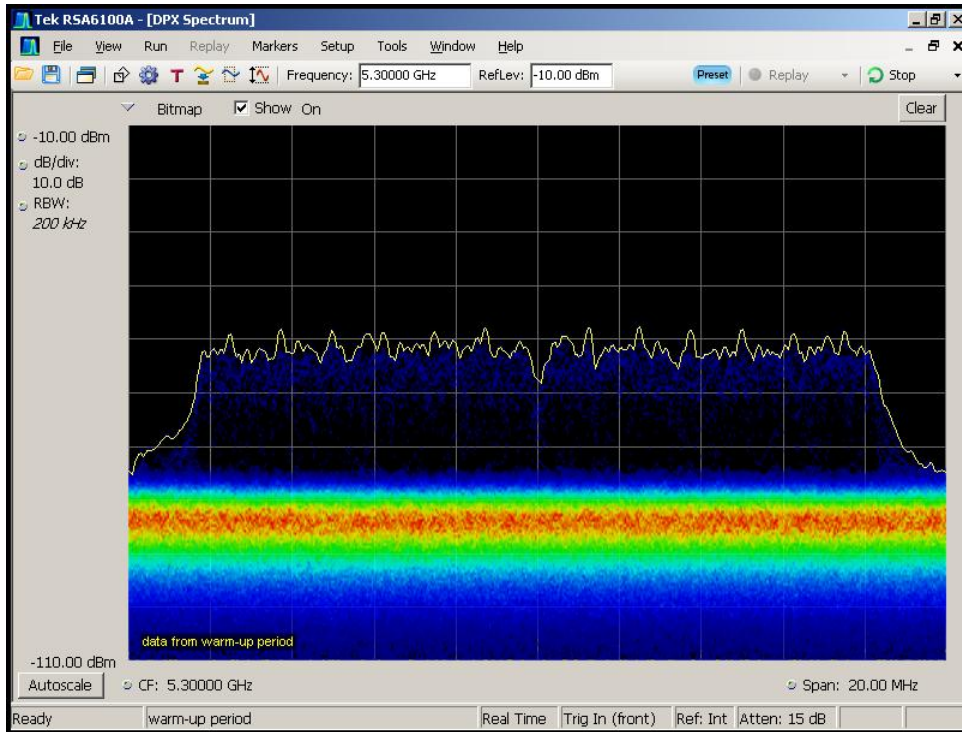 Tek RSA6100A - [DPX Spectrum]
File View Run Replay Markers Setup Tools Window Help
T Frequency: 5.30000 GHz RefLev: -10.00 dBm Preset Replay Stop
Bitmap Show On Clear
-10.00 dBm
dB/div:
10.0 dB
RBW:
200 kHz
data from warm-up period
-110.00 dBm
Autoscale CF: 5.30000 GHz Span: 20.00 MHz
Ready warm-up period Real Time Trig In (front) Ref: Int Atten: 15 dB